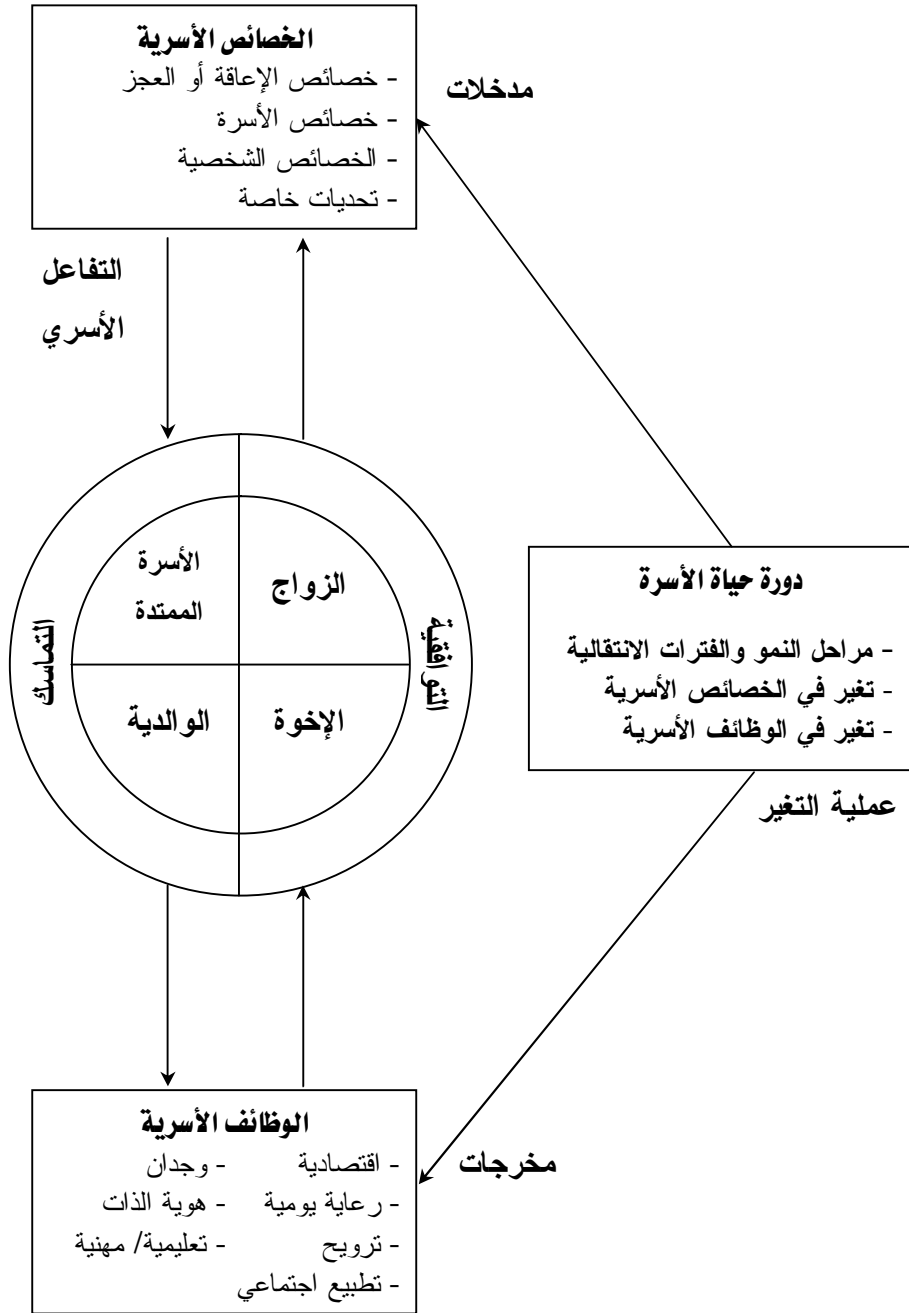 الخصائص الأسرية
- خصائص الإعاقة أو العجز
- خصائص الأسرة
- الخصائص الشخصية
- تحديات خاصة
مدخلات
التفاعل
الأسري
الزواج
الأسرة
الممتدة
الإخوة
الوالدية
التوافقية
التماسك
دورة حياة الأسرة
- مراحل النمو والفترات الانتقالية
- تغير في الخصائص الأسرية
- تغير في الوظائف الأسرية
عملية التغير
الوظائف الأسرية
- اقتصادية - وجدان
- رعاية يومية - هوية الذات
- ترويح - تعليمية/ مهنية
- تطبيع اجتماعي
مخرجات